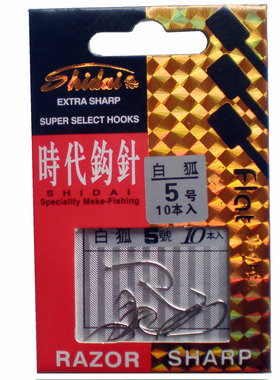 Shidai
EXTRA SHARP
SUPER SELECT HOOKS
時代鈎針
SHIDAI
Speciality Make-Fishing
白狐
5号
10本入
Flat
白狐 5號 10本入
RAZOR SHARP